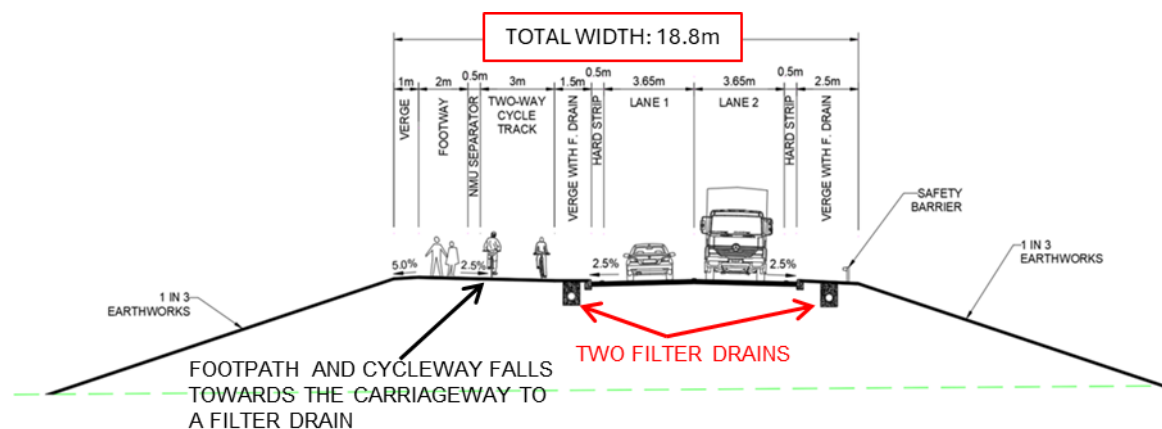 TOTAL WIDTH: 18.8m
1m
2m
0.5m
3m
1.5m
0.5m
3.65m
3.65m
0.5m
2.5m
VERGE
FOOTWAY
NMU SEPARATOR
TWO-WAY
CYCLE
TRACK
VERGE WITH F. DRAIN
HARD STRIP
LANE 1
LANE 2
HARD STRIP
VERGE WITH F. DRAIN
SAFETY
BARRIER
5.0%
2.5%
2.5%
2.5%
1 IN 3
EARTHWORKS
1 IN 3
EARTHWORKS
FOOTPATH AND CYCLEWAY FALLS
TOWARDS THE CARRIAGEWAY TO
A FILTER DRAIN
TWO FILTER DRAINS